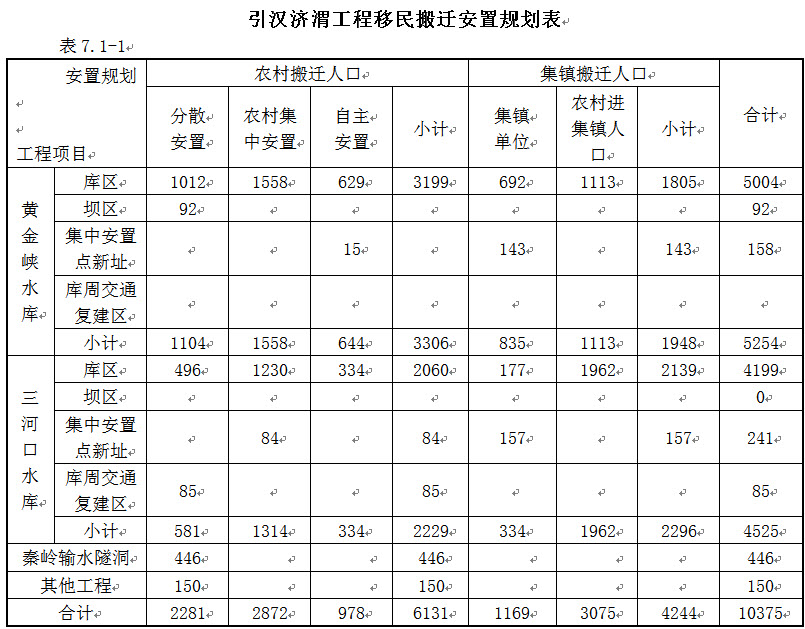 引汉济渭工程移民搬迁安置规划表
表 7.1-1
安置规划 农村搬迁人口 集镇搬迁人口 合计
工程项目 分散安置 农村集中安置 自主安置 小计 集镇单位 农村进集镇人口 小计
黄金峡水库 库区 1012 1558 629 3199 692 1113 1805 5004
坝区 92 92
集中安置点新址 15 143 143 158
库周交通复建区
小计 1104 1558 644 3306 835 1113 1948 5254
三河口水库 库区 496 1230 334 2060 177 1962 2139 4199
坝区 0
集中安置点新址 84 84 157 157 241
库周交通复建区 85 85 85
小计 581 1314 334 2229 334 1962 2296 4525
秦岭输水隧洞 446 446 446
其他工程 150 150 150
合计 2281 2872 978 6131 1169 3075 4244 10375